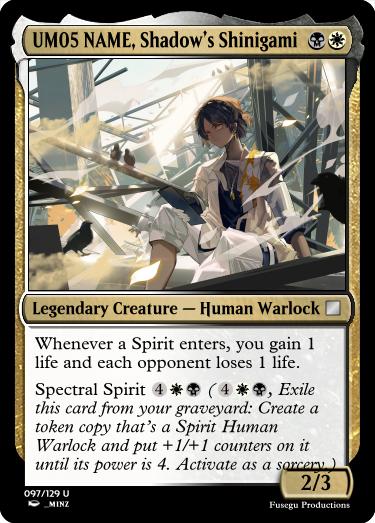 UM05 NAME, Shadow's Shinigami
Legendary Creature — Human Warlock
Whenever a Spirit enters, you gain 1
life and each opponent loses 1 life.
Spectral Spirit 4 ( 4 , Exile
this card from your graveyard: Create a
token copy that's a Spirit Human
Warlock and put +1/+1 counters on it
until its power is 4. Activate as a sorcery.)
2/3
097/129 U
_MINZ
Fusegu Productions